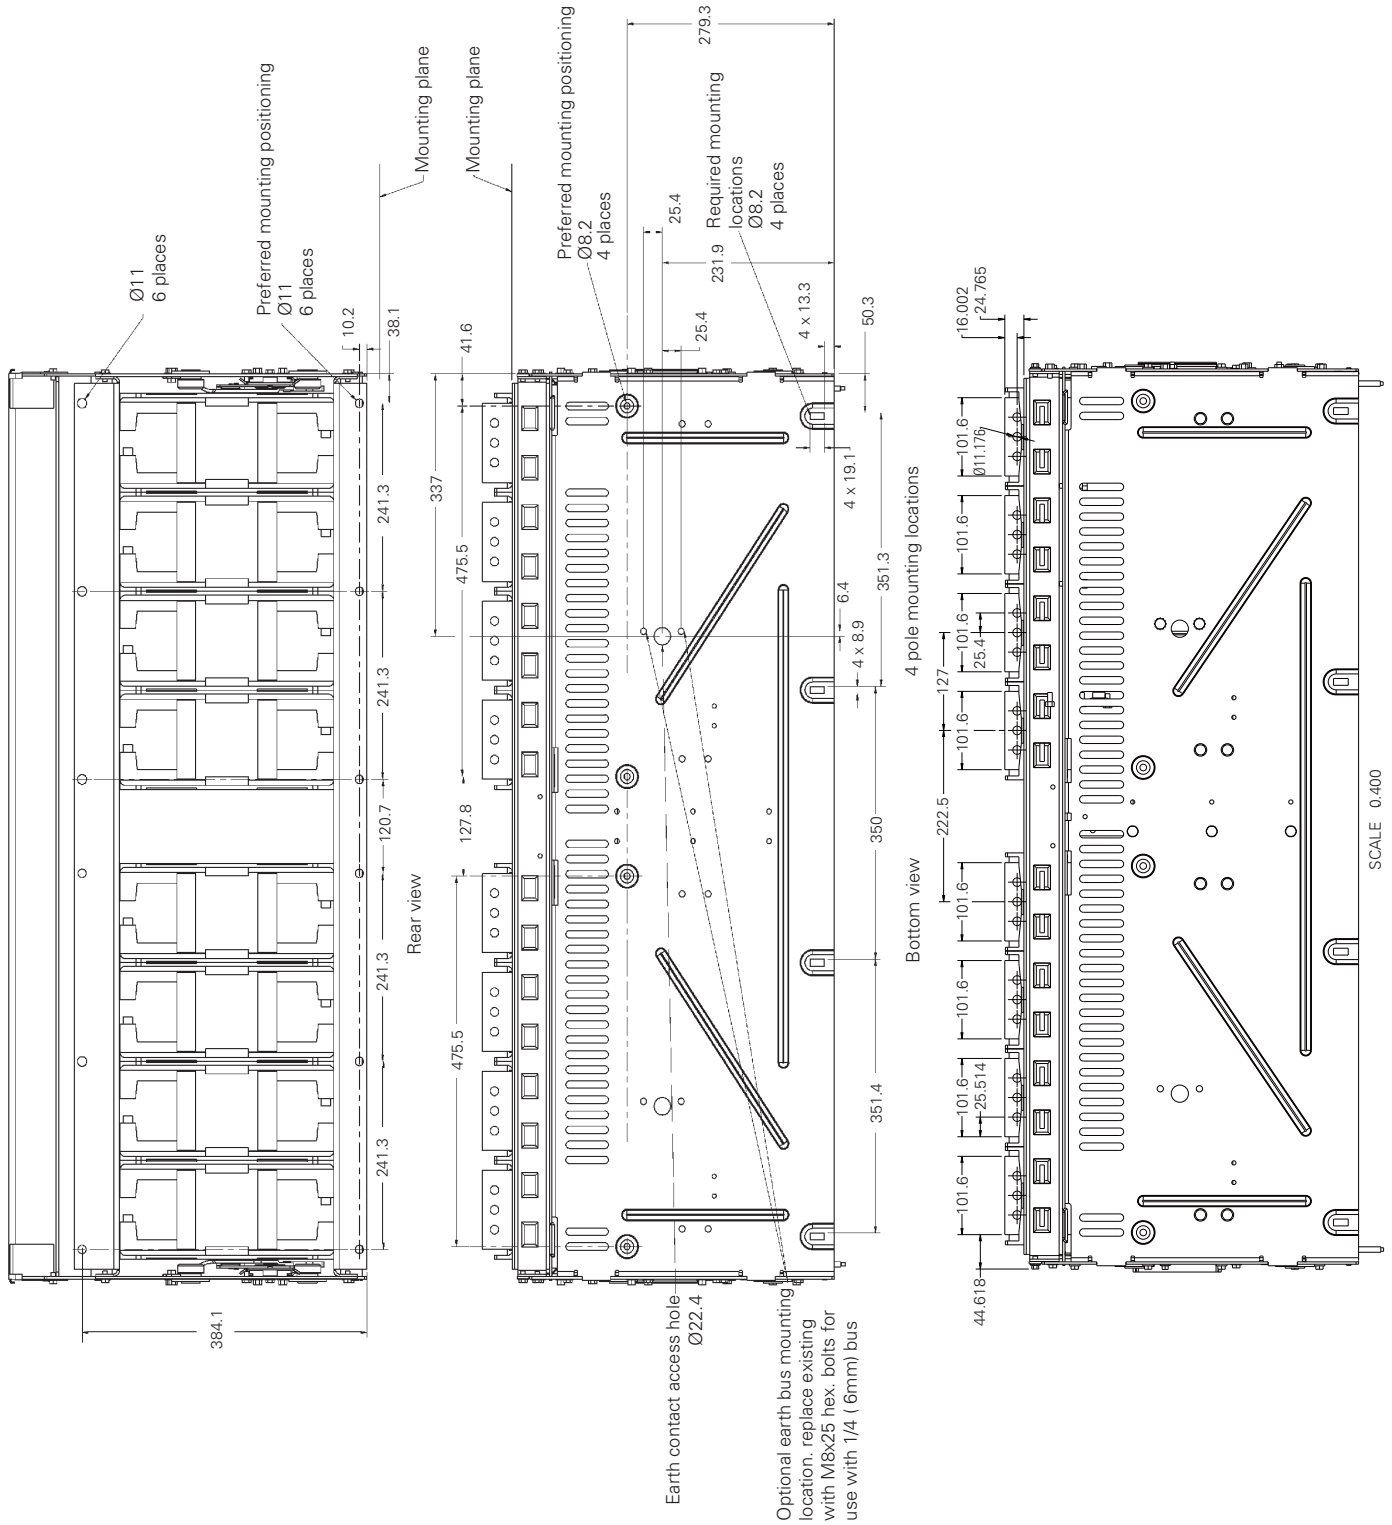 Ø11
6 places
Preferred mounting positioning
Ø11
6 places
10.2
38.1
Mounting plane
241.3
241.3
120.7
241.3
241.3
384.1
Rear view
Mounting plane
Preferred mounting positioning
Ø8.2
4 places
279.3
Required mounting
locations
Ø8.2
4 places
25.4
231.9
25.4
41.6
4 x 13.3
50.3
337
475.5
127.8
475.5
4 x 19.1
351.3
6.4
4 x 8.9
350
351.4
Earth contact access hole
Ø22.4
Optional earth bus mounting
location. replace existing
with M8x25 hex. bolts for
use with 1/4 ( 6mm) bus
Bottom view
4 pole mounting locations
16.002
24.765
101.6
Ø11.176
101.6
101.6
25.4
127
101.6
222.5
101.6
101.6
101.6
25.514
101.6
44.618
SCALE 0.400